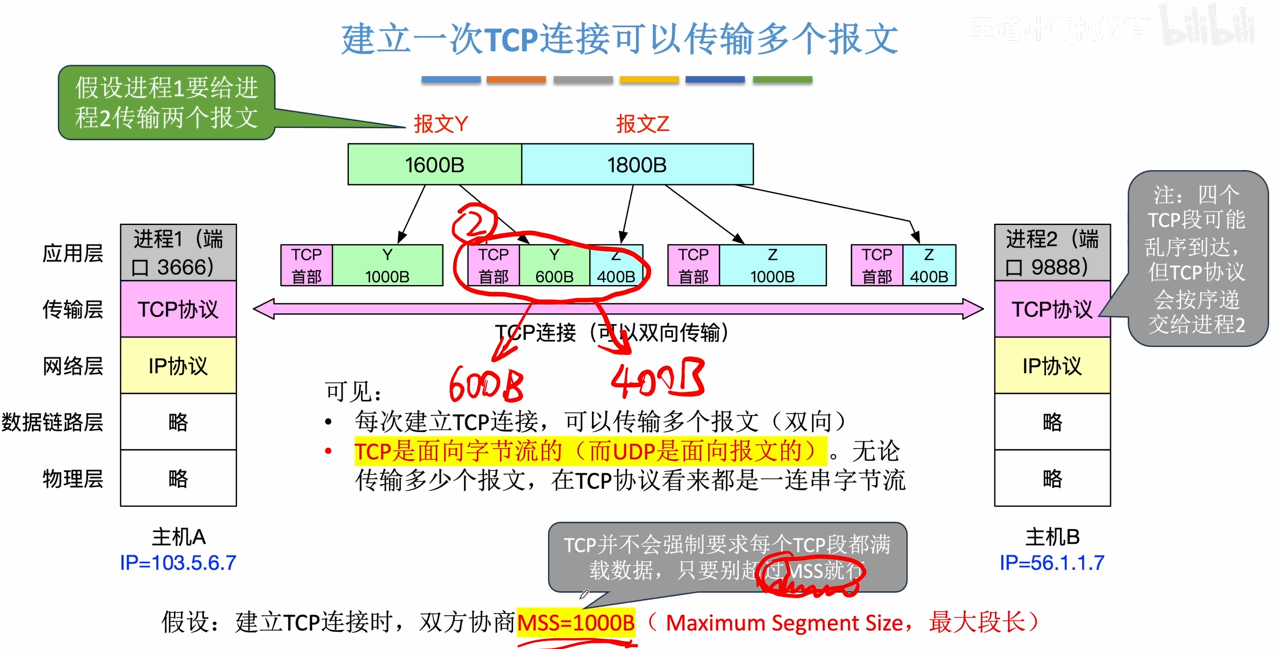 建立一次TCP连接可以传输多个报文
王道计算机教育 bilibili
假设进程1要给进
程2传输两个报文
报文Y
报文Z
1600B
1800B
注：四个
TCP段可能
乱序到达，
但TCP协议
会按序递
交给进程2
②
应用层
进程1（端
口 3666）
TCP
首部
Y
1000B
TCP
首部
Y
600B
Z
400B
TCP
首部
Z
1000B
TCP
首部
Z
400B
进程2（端
口 9888）
传输层
TCP协议
TCP连接（可以双向传输）
TCP协议
600B
400B
网络层
IP协议
IP协议
数据链路层
略
略
物理层
略
略
可见：
• 每次建立TCP连接，可以传输多个报文（双向）
• TCP是面向字节流的（而UDP是面向报文的）。无论
传输多少个报文，在TCP协议看来都是一连串字节流
主机A
IP=103.5.6.7
主机B
IP=56.1.1.7
TCP并不会强制要求每个TCP段都满
载数据，只要别超过MSS就行
假设：建立TCP连接时，双方协商MSS=1000B（ Maximum Segment Size，最大段长）